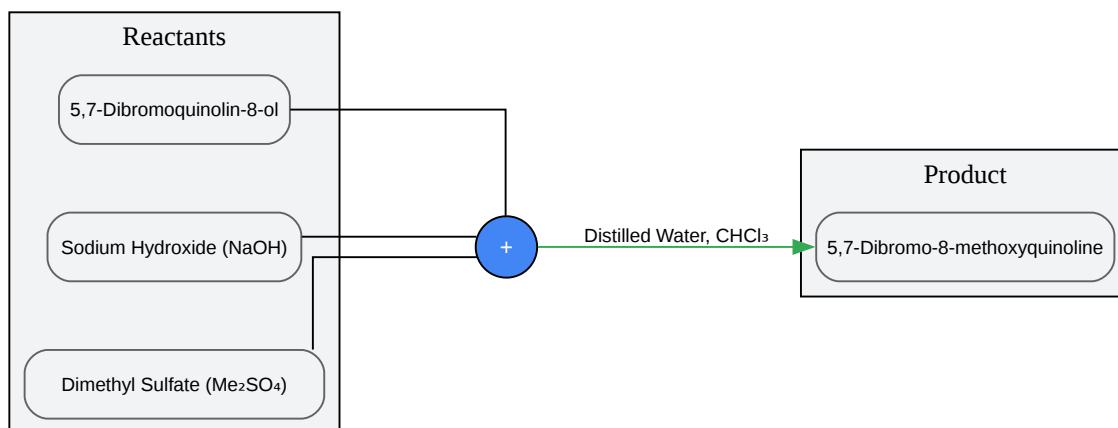 Reactants
5,7-Dibromoquinolin-8-ol
Sodium Hydroxide (NaOH)
Dimethyl Sulfate (Me₂SO₄)
+
Distilled Water, CHCl₃
Product
5,7-Dibromo-8-methoxyquinoline